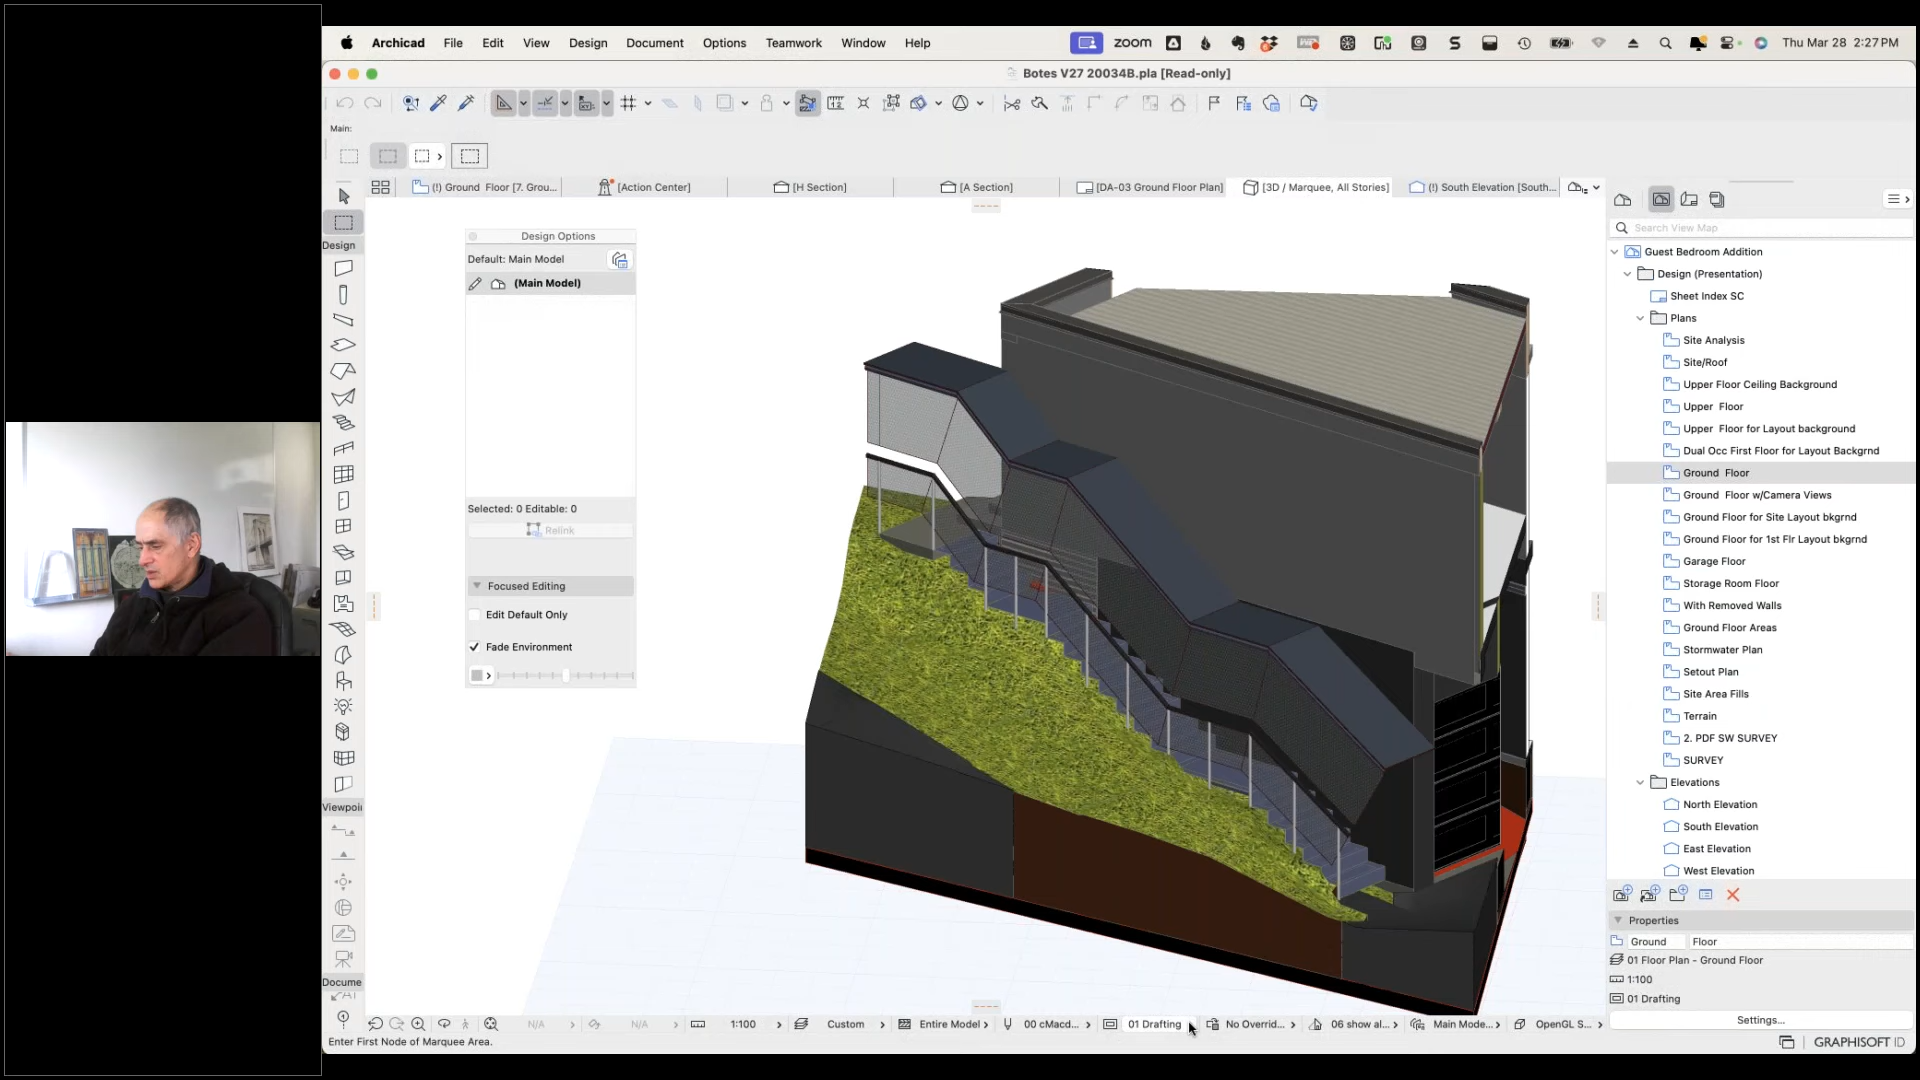 Archicad File Edit View Design Document Options Teamwork Window Help
zoom
Thu Mar 28 2:27 PM
Botes V27 20034B.pla [Read-only]
Main:
(!) Ground Floor [7. Grou...
[Action Center]
[H Section]
[A Section]
[DA-03 Ground Floor Plan]
[3D / Marquee, All Stories]
(!) South Elevation [South...
Design
Viewpoi
Docume
Design Options
Default: Main Model
(Main Model)
Selected: 0 Editable: 0
Relink
Focused Editing
Edit Default Only
Fade Environment
Search View Map
Guest Bedroom Addition
Design (Presentation)
Sheet Index SC
Plans
Site Analysis
Site/Roof
Upper Floor Ceiling Background
Upper Floor
Upper Floor for Layout background
Dual Occ First Floor for Layout Backgrnd
Ground Floor
Ground Floor w/Camera Views
Ground Floor for Site Layout bkgrnd
Ground Floor for 1st Flr Layout bkgrnd
Garage Floor
Storage Room Floor
With Removed Walls
Ground Floor Areas
Stormwater Plan
Setout Plan
Site Area Fills
Terrain
2. PDF SW SURVEY
SURVEY
Elevations
North Elevation
South Elevation
East Elevation
West Elevation
Properties
Ground Floor
01 Floor Plan - Ground Floor
1:100
01 Drafting
Settings...
N/A
N/A
1:100
Custom
Entire Model
00 cMacd...
01 Drafting
No Overrid...
06 show al...
Main Mode...
OpenGL S...
Enter First Node of Marquee Area.
GRAPHISOFT ID